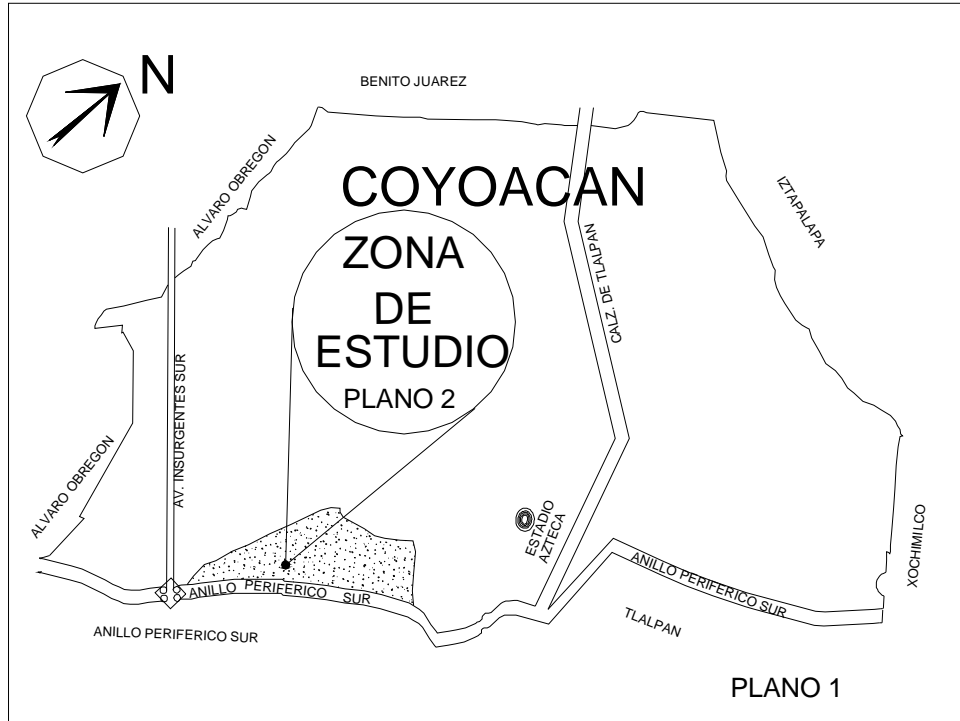 N
BENITO JUAREZ
ALVARO OBREGON
COYOACAN
IZTAPALAPA
ZONA
DE
ESTUDIO
PLANO 2
CALZ. DE TLALPAN
AV. INSURGENTES SUR
ALVARO OBREGON
ESTADIO
AZTECA
XOCHIMILCO
ANILLO PERIFERICO SUR
ANILLO PERIFERICO SUR
TLALPAN
ANILLO PERIFERICO SUR
PLANO 1